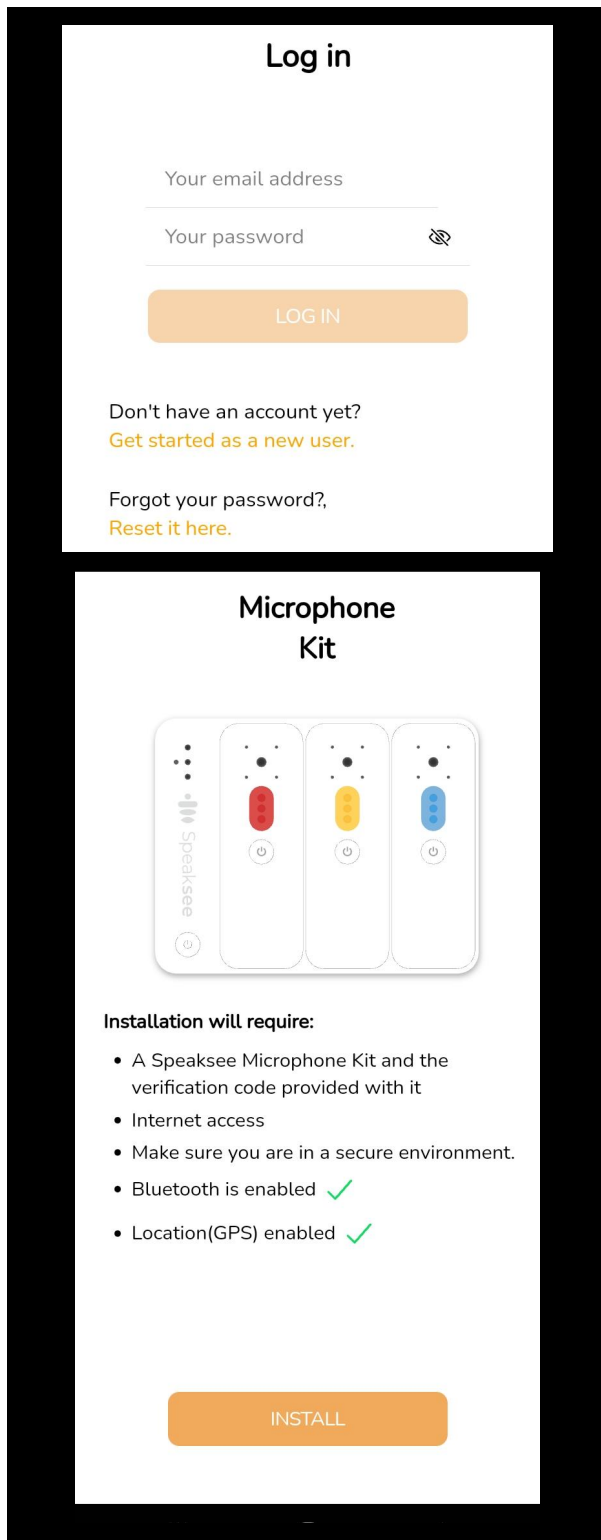 Log in
Your email address
Your password
LOG IN
Don't have an account yet?
Get started as a new user.
Forgot your password?,
Reset it here.
Microphone
Kit
Speaksee
Installation will require:
• A Speaksee Microphone Kit and the
verification code provided with it
• Internet access
• Make sure you are in a secure environment.
• Bluetooth is enabled ✓
• Location(GPS) enabled ✓
INSTALL